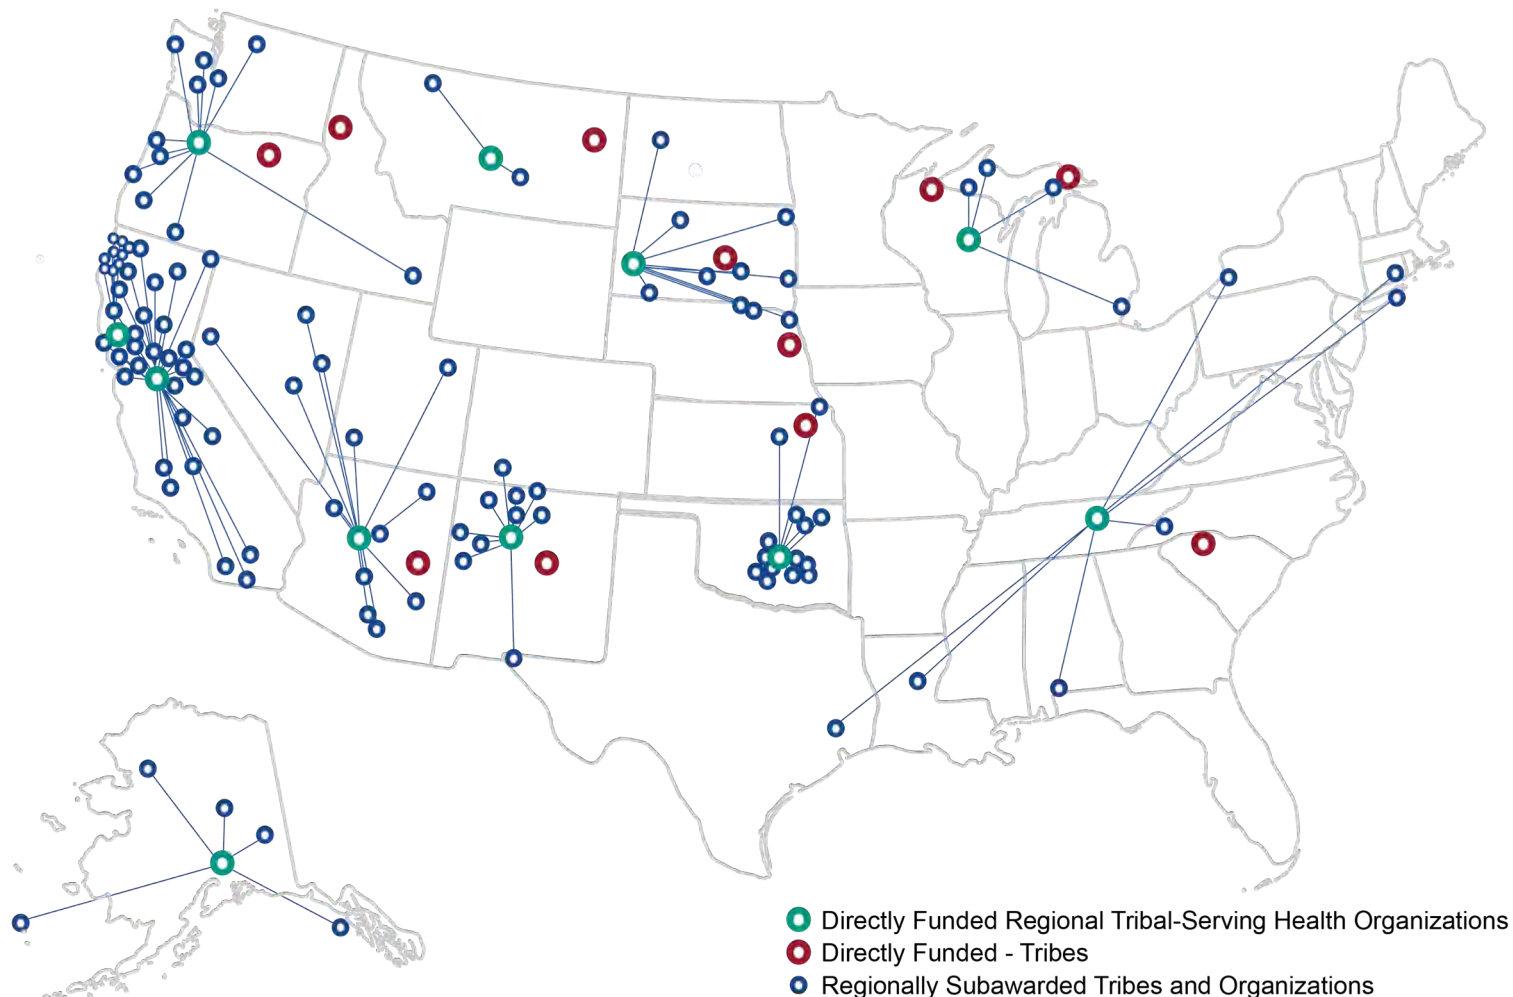 Directly Funded Regional Tribal-Serving Health Organizations
Directly Funded - Tribes
Regionally Subawarded Tribes and Organizations